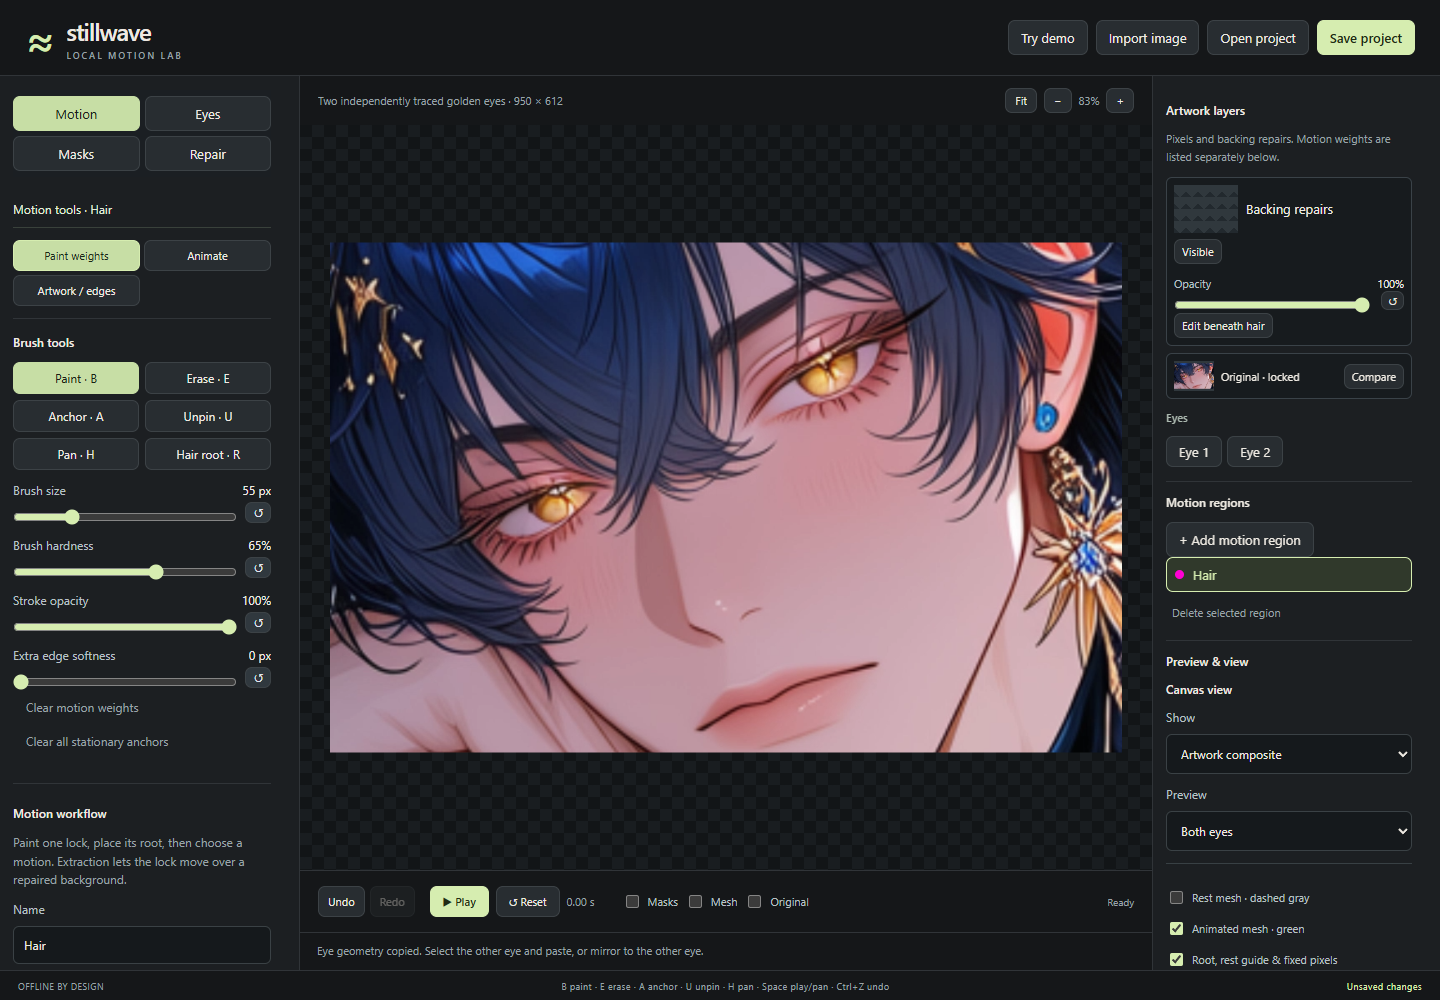 stillwave
LOCAL MOTION LAB
Try demo
Import image
Open project
Save project
Motion
Eyes
Masks
Repair
Motion tools · Hair
Paint weights
Animate
Artwork / edges
Brush tools
Paint · B
Erase · E
Anchor · A
Unpin · U
Pan · H
Hair root · R
Brush size
55 px
↺
Brush hardness
65%
↺
Stroke opacity
100%
↺
Extra edge softness
0 px
↺
Clear motion weights
Clear all stationary anchors
Motion workflow
Paint one lock, place its root, then choose a
motion. Extraction lets the lock move over a
repaired background.
Name
Hair
Two independently traced golden eyes · 950 × 612
Fit
−
83%
+
Undo
Redo
▶ Play
↺ Reset
0.00 s
Masks
Mesh
Original
Ready
Eye geometry copied. Select the other eye and paste, or mirror to the other eye.
Artwork layers
Pixels and backing repairs. Motion weights are
listed separately below.
Backing repairs
Visible
Opacity
100%
↺
Edit beneath hair
Original · locked
Compare
Eyes
Eye 1
Eye 2
Motion regions
+ Add motion region
Hair
Delete selected region
Preview & view
Canvas view
Show
Artwork composite
Preview
Both eyes
Rest mesh · dashed gray
Animated mesh · green
Root, rest guide & fixed pixels
OFFLINE BY DESIGN
B paint · E erase · A anchor · U unpin · H pan · Space play/pan · Ctrl+Z undo
Unsaved changes